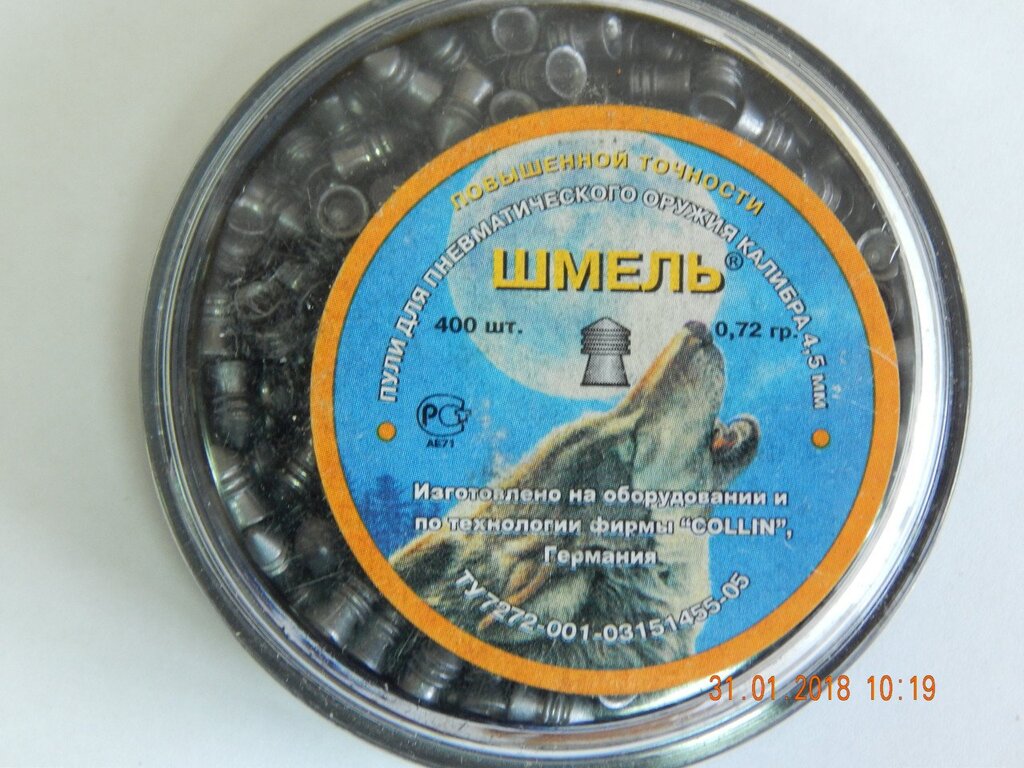 ПОВЫШЕННОЙ ТОЧНОСТИ
ПУЛИ ДЛЯ ПНЕВМАТИЧЕСКОГО ОРУЖИЯ КАЛИБРА 4,5 мм
ШМЕЛЬ®
400 шт.
0,72 гр.
РСТ
АЕ71
Изготовлено на оборудовании и
по технологии фирмы “COLLIN”,
Германия
ТУ7272-001-03151455-05
31.01.2018 10:19